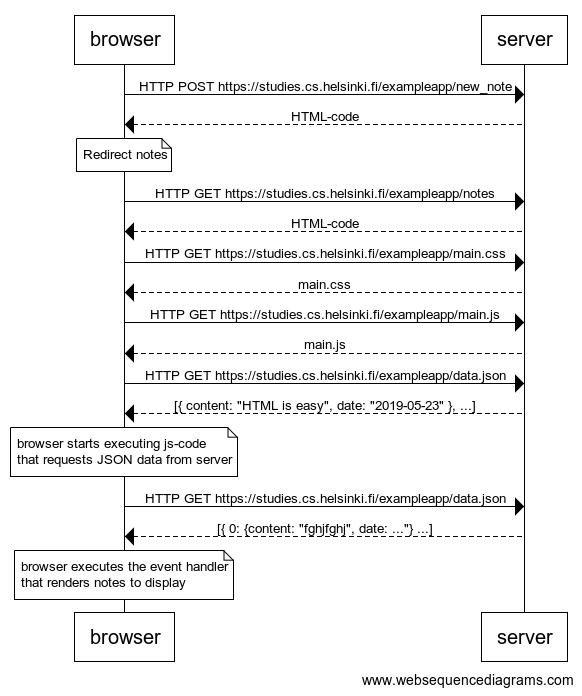 browser
server
HTTP POST https://studies.cs.helsinki.fi/exampleapp/new_note
HTML-code
Redirect notes
HTTP GET https://studies.cs.helsinki.fi/exampleapp/notes
HTML-code
HTTP GET https://studies.cs.helsinki.fi/exampleapp/main.css
main.css
HTTP GET https://studies.cs.helsinki.fi/exampleapp/main.js
main.js
HTTP GET https://studies.cs.helsinki.fi/exampleapp/data.json
[{ content: "HTML is easy", date: "2019-05-23" }, ...]
browser starts executing js-code
that requests JSON data from server
HTTP GET https://studies.cs.helsinki.fi/exampleapp/data.json
[{ 0: {content: "fghjfghj", date: ..."} ...]
browser executes the event handler
that renders notes to display
browser
server
www.websequencediagrams.com